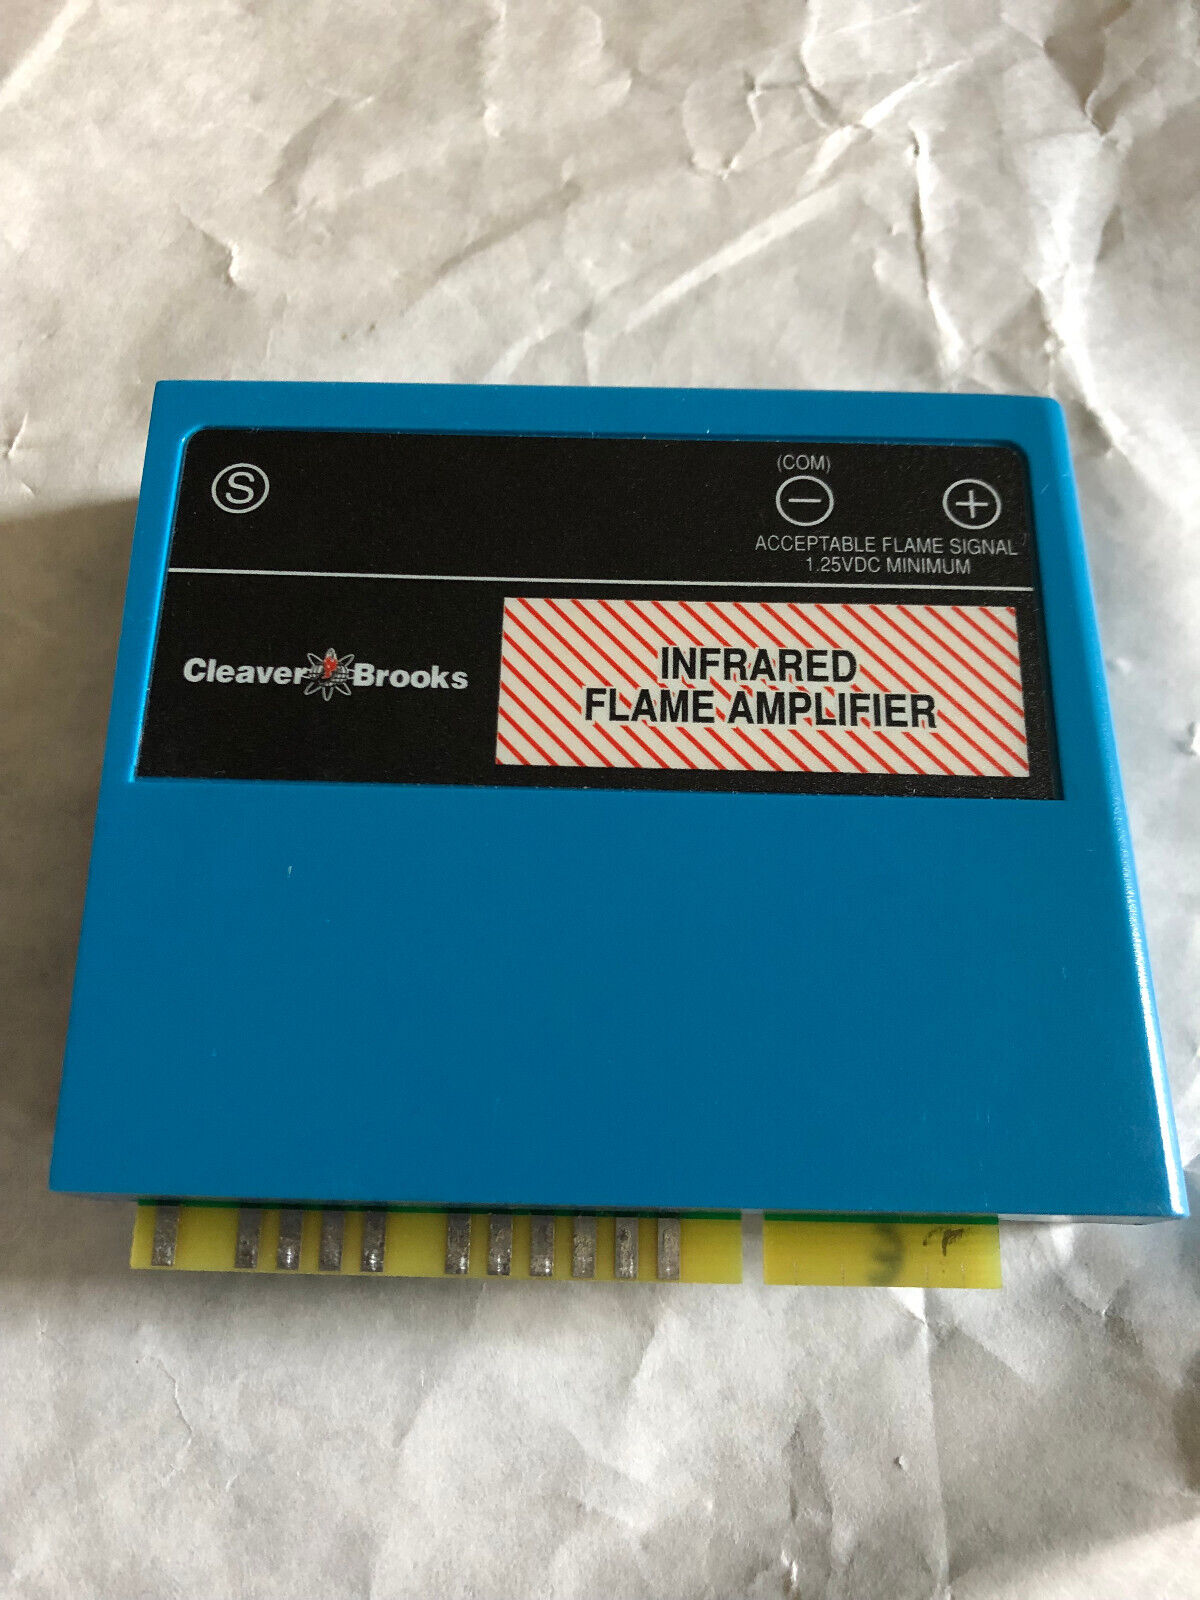 S
(COM)
− +
ACCEPTABLE FLAME SIGNAL
1.25VDC MINIMUM
Cleaver Brooks
INFRARED
FLAME AMPLIFIER